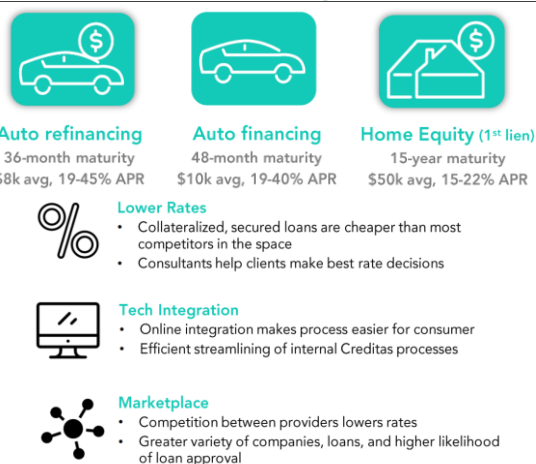 $
$
Auto refinancing
Auto financing
Home Equity (1st lien)
36-month maturity
48-month maturity
15-year maturity
$8k avg, 19-45% APR
$10k avg, 19-40% APR
$50k avg, 15-22% APR
%
Lower Rates
• Collateralized, secured loans are cheaper than most
competitors in the space
• Consultants help clients make best rate decisions
Tech Integration
• Online integration makes process easier for consumer
• Efficient streamlining of internal Creditas processes
Marketplace
• Competition between providers lowers rates
• Greater variety of companies, loans, and higher likelihood
of loan approval